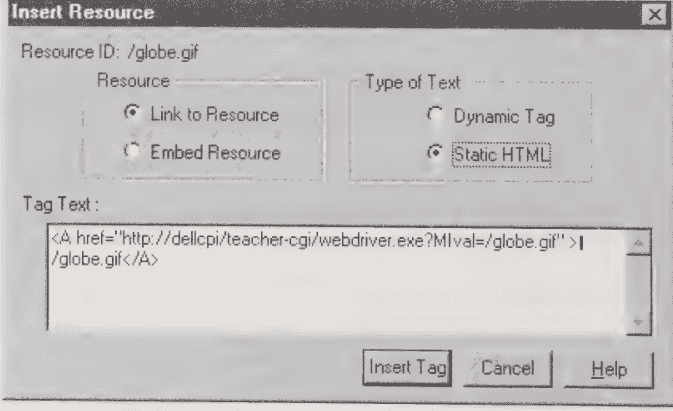 Insert Resource
Resource ID: /globe.gif
Resource
Type of Text
Link to Resource
Dynamic Tag
Embed Resource
Static HTML
Tag Text :
<A href="http://dellcpi/teacher-cgi/webdriver.exe?MIval=/globe.gif" >
/globe.gif</A>
Insert Tag
Cancel
Help